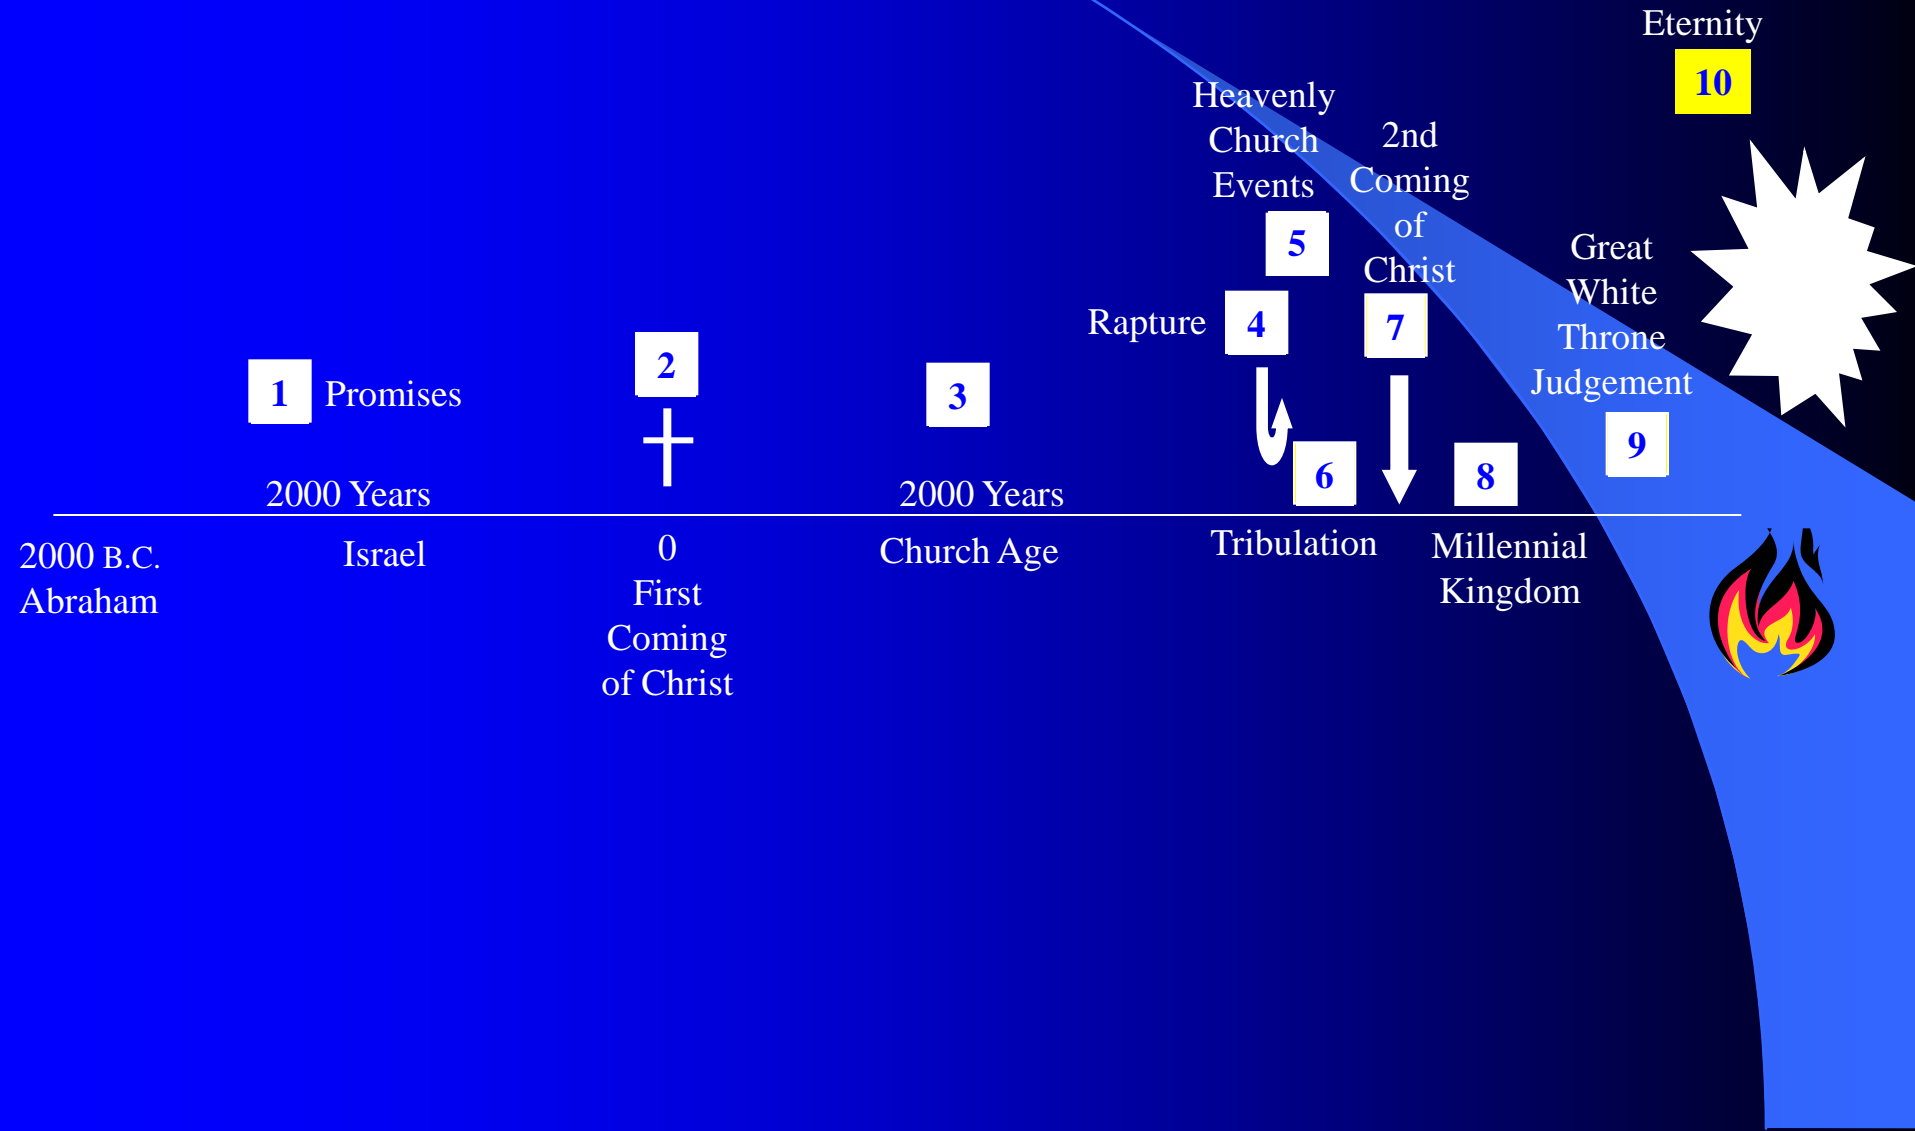 Eternity
10
Heavenly
Church
Events
5
2nd
Coming
of
Christ
7
Great
White
Throne
Judgement
9
Rapture
4
1 Promises
2
3
6
8
2000 Years
2000 Years
2000 B.C.
Abraham
Israel
0
First
Coming
of Christ
Church Age
Tribulation
Millennial
Kingdom